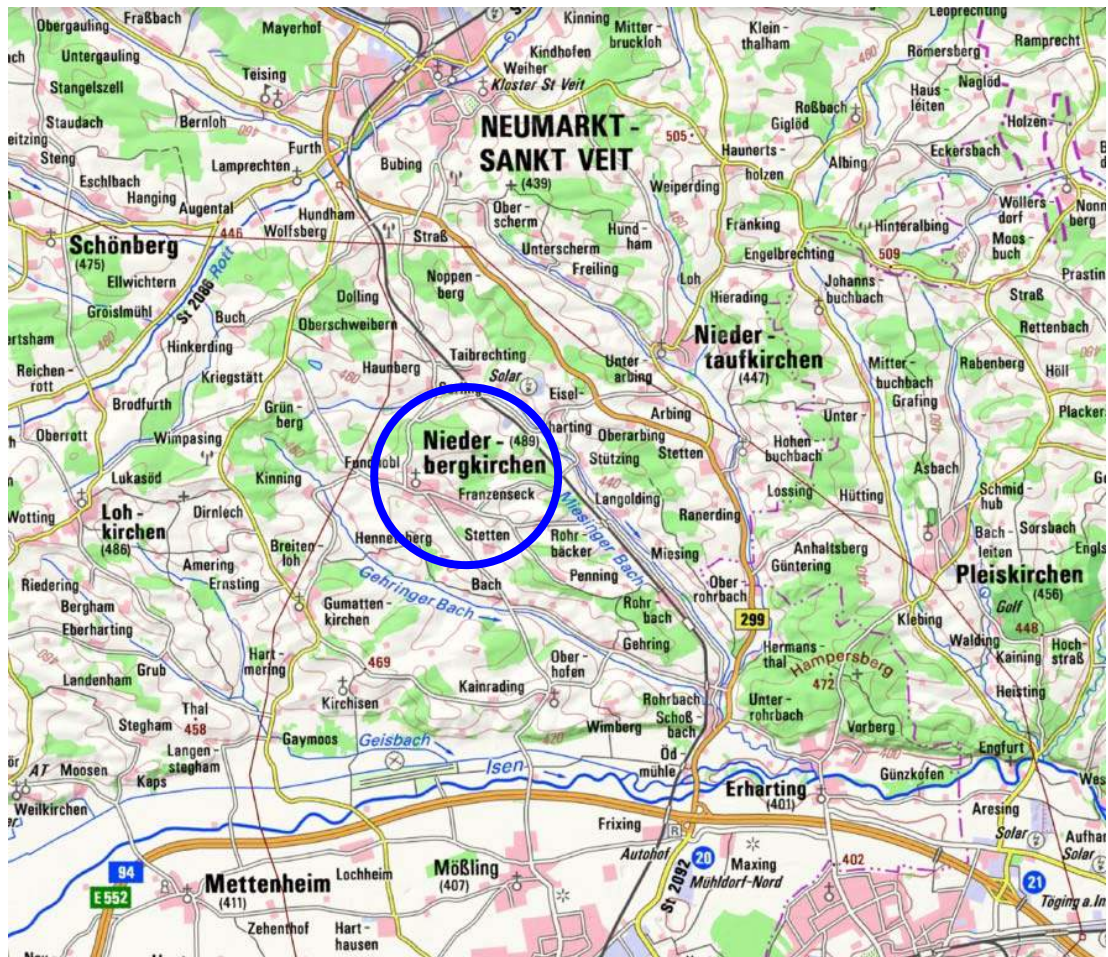 Obergauling
Fraßbach
Mayerhof
Kinning
Mitter-
bruckloh
Klein-
thalham
460
Leoprechting
Ramprecht
Untergauling
Teising
Kindhofen
Weiher
Kloster St Veit
Römersberg
Naglöd
Haus-
leiten
Stangelszell
Staudach
Bernloh
460
NEUMARKT-
SANKT VEIT
(439)
505
Roßbach
Giglöd
Holzen
Steng
Furth
Lamprechten
Bubing
Haunerts-
holzen
Albing
Eckersbach
Eschlbach
Hanging
Augental
Weiperding
Wöllers-
dorf
Hundham
Wolfsberg
Ober-
scherm
Hund-
ham
Fränking
Hinteralbing
Moos-
buch
446
Straß
Unterscherm
Schönberg
(475)
Freiling
Engelbrechting
509
Ellwichtern
Noppen-
berg
Loh
Johanns-
buchbach
St 2086
Rott
Groislmühl
Dolling
Hierading
Straß
Buch
Oberschweibern
Nieder-
taufkirchen
(447)
Rettenbach
Hinkerding
Taibrechting
Unter-
arbing
Mitter-
buchbach
Rabenberg
Reichen-
rott
Haunberg
Solar
Grafing
Höll
Kriegstätt
Eisel-
harting
Brodfurth
Grün-
berg
Arbing
Unter-
Oberrott
Wimpasing
Nieder-
bergkirchen
(489)
Oberarbing
Stetten
Hohen-
buchbach
Stützing
Asbach
Lukasöd
Kinning
440
Lossing
Hütting
Schmid-
hub
Franzenseck
Langolding
Wotting
Loh-
kirchen
(486)
Dirnlech
Ranerding
Miesinger Bach
Bach-
leiten
Sorsbach
Stetten
Breiten-
loh
Rohr-
bäcker
Miesing
Anhaltsberg
Güntering
Amering
Ernsting
Riedering
Gehringer Bach
Bach
Penning
Ober-
rohrbach
Pleiskirchen
(456)
Bergham
Gumatten-
kirchen
Rohr-
bach
299
Golf
Eberharting
Klebing
448
Gehring
Walding
Kaining
Hoch-
straß
Grub
Hart-
mering
469
Ober-
hofen
Hermans-
thal
Hampersberg
472
Landenham
Kainrading
Heisting
Kirchisen
Rohrbach
Schoß-
bach
Unter-
rohrbach
Thal
458
Stegham
Wimberg
Vorberg
Gaymoos
Geisbach
420
Engfurt
Langen-
stegham
Öd-
mühle
AT
Moosen
Isen
Kaps
Günzkofen
Weilkirchen
Erharting
(401)
Aresing
Frixing
Solar
Autohof
Solar
94
Lochheim
Mößling
(407)
20
Maxing
402
E 552
Mettenheim
(411)
St 2092
Mühldorf-Nord
21
Töging a.
Zehenthof
Hart-
hausen